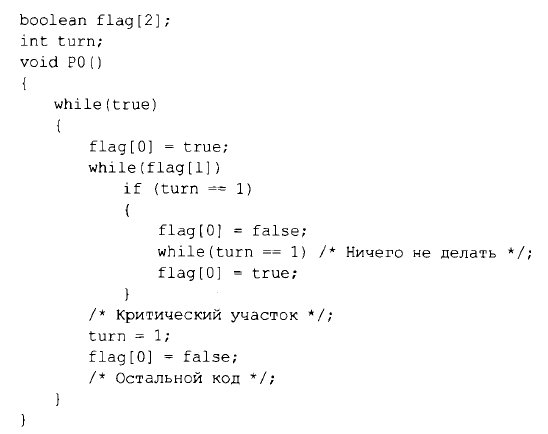 boolean flag[2];
int turn;
void P0()
{
while(true)
{
flag[0] = true;
while(flag[1])
if (turn == 1)
{
flag[0] = false;
while(turn == 1) /* Ничего не делать */;
flag[0] = true;
}
/* Критический участок */;
turn = 1;
flag[0] = false;
/* Остальной код */;
}
}